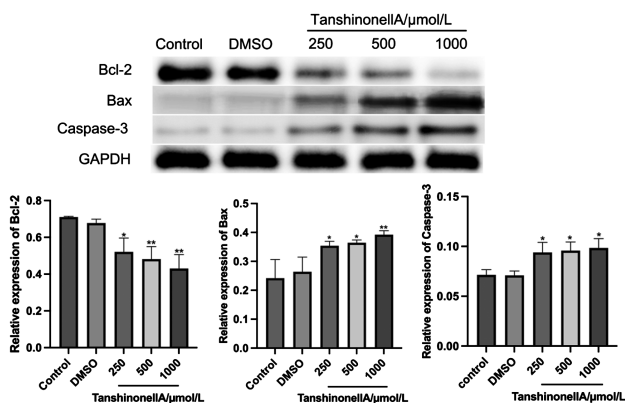 TanshinoneIIA/μmol/L
Control DMSO 250 500 1000
Bcl-2
Bax
Caspase-3
GAPDH
Relative expression of Bcl-2
0.8
0.6
0.4
0.2
0.0
* ** **
Control DMSO 250 500 1000
TanshinoneIIA/μmol/L
Relative expression of Bax
0.5
0.4
0.3
0.2
0.1
0.0
* * **
Control DMSO 250 500 1000
TanshinoneIIA/μmol/L
Relative expression of Caspase-3
0.15
0.10
0.05
0.00
* * *
Control DMSO 250 500 1000
TanshinoneIIA/μmol/L